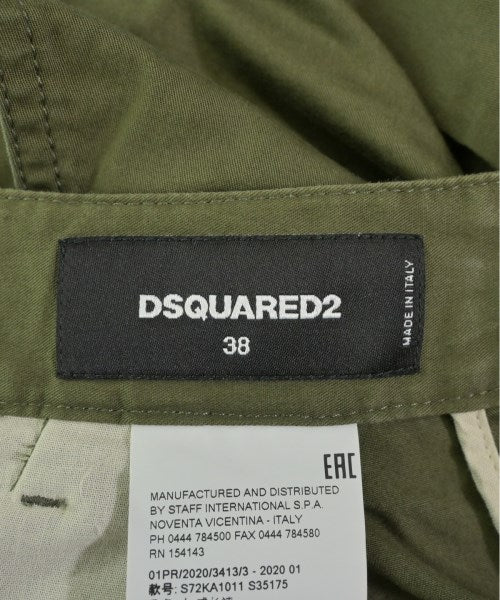 DSQUARED2
38
MADE IN ITALY
EAC
MANUFACTURED AND DISTRIBUTED
BY STAFF INTERNATIONAL S.P.A.
NOVENTA VICENTINA - ITALY
PH 0444 784500 FAX 0444 784580
RN 154143
01PR/2020/3413/3 - 2020 01
款号: S72KA1011 S35175